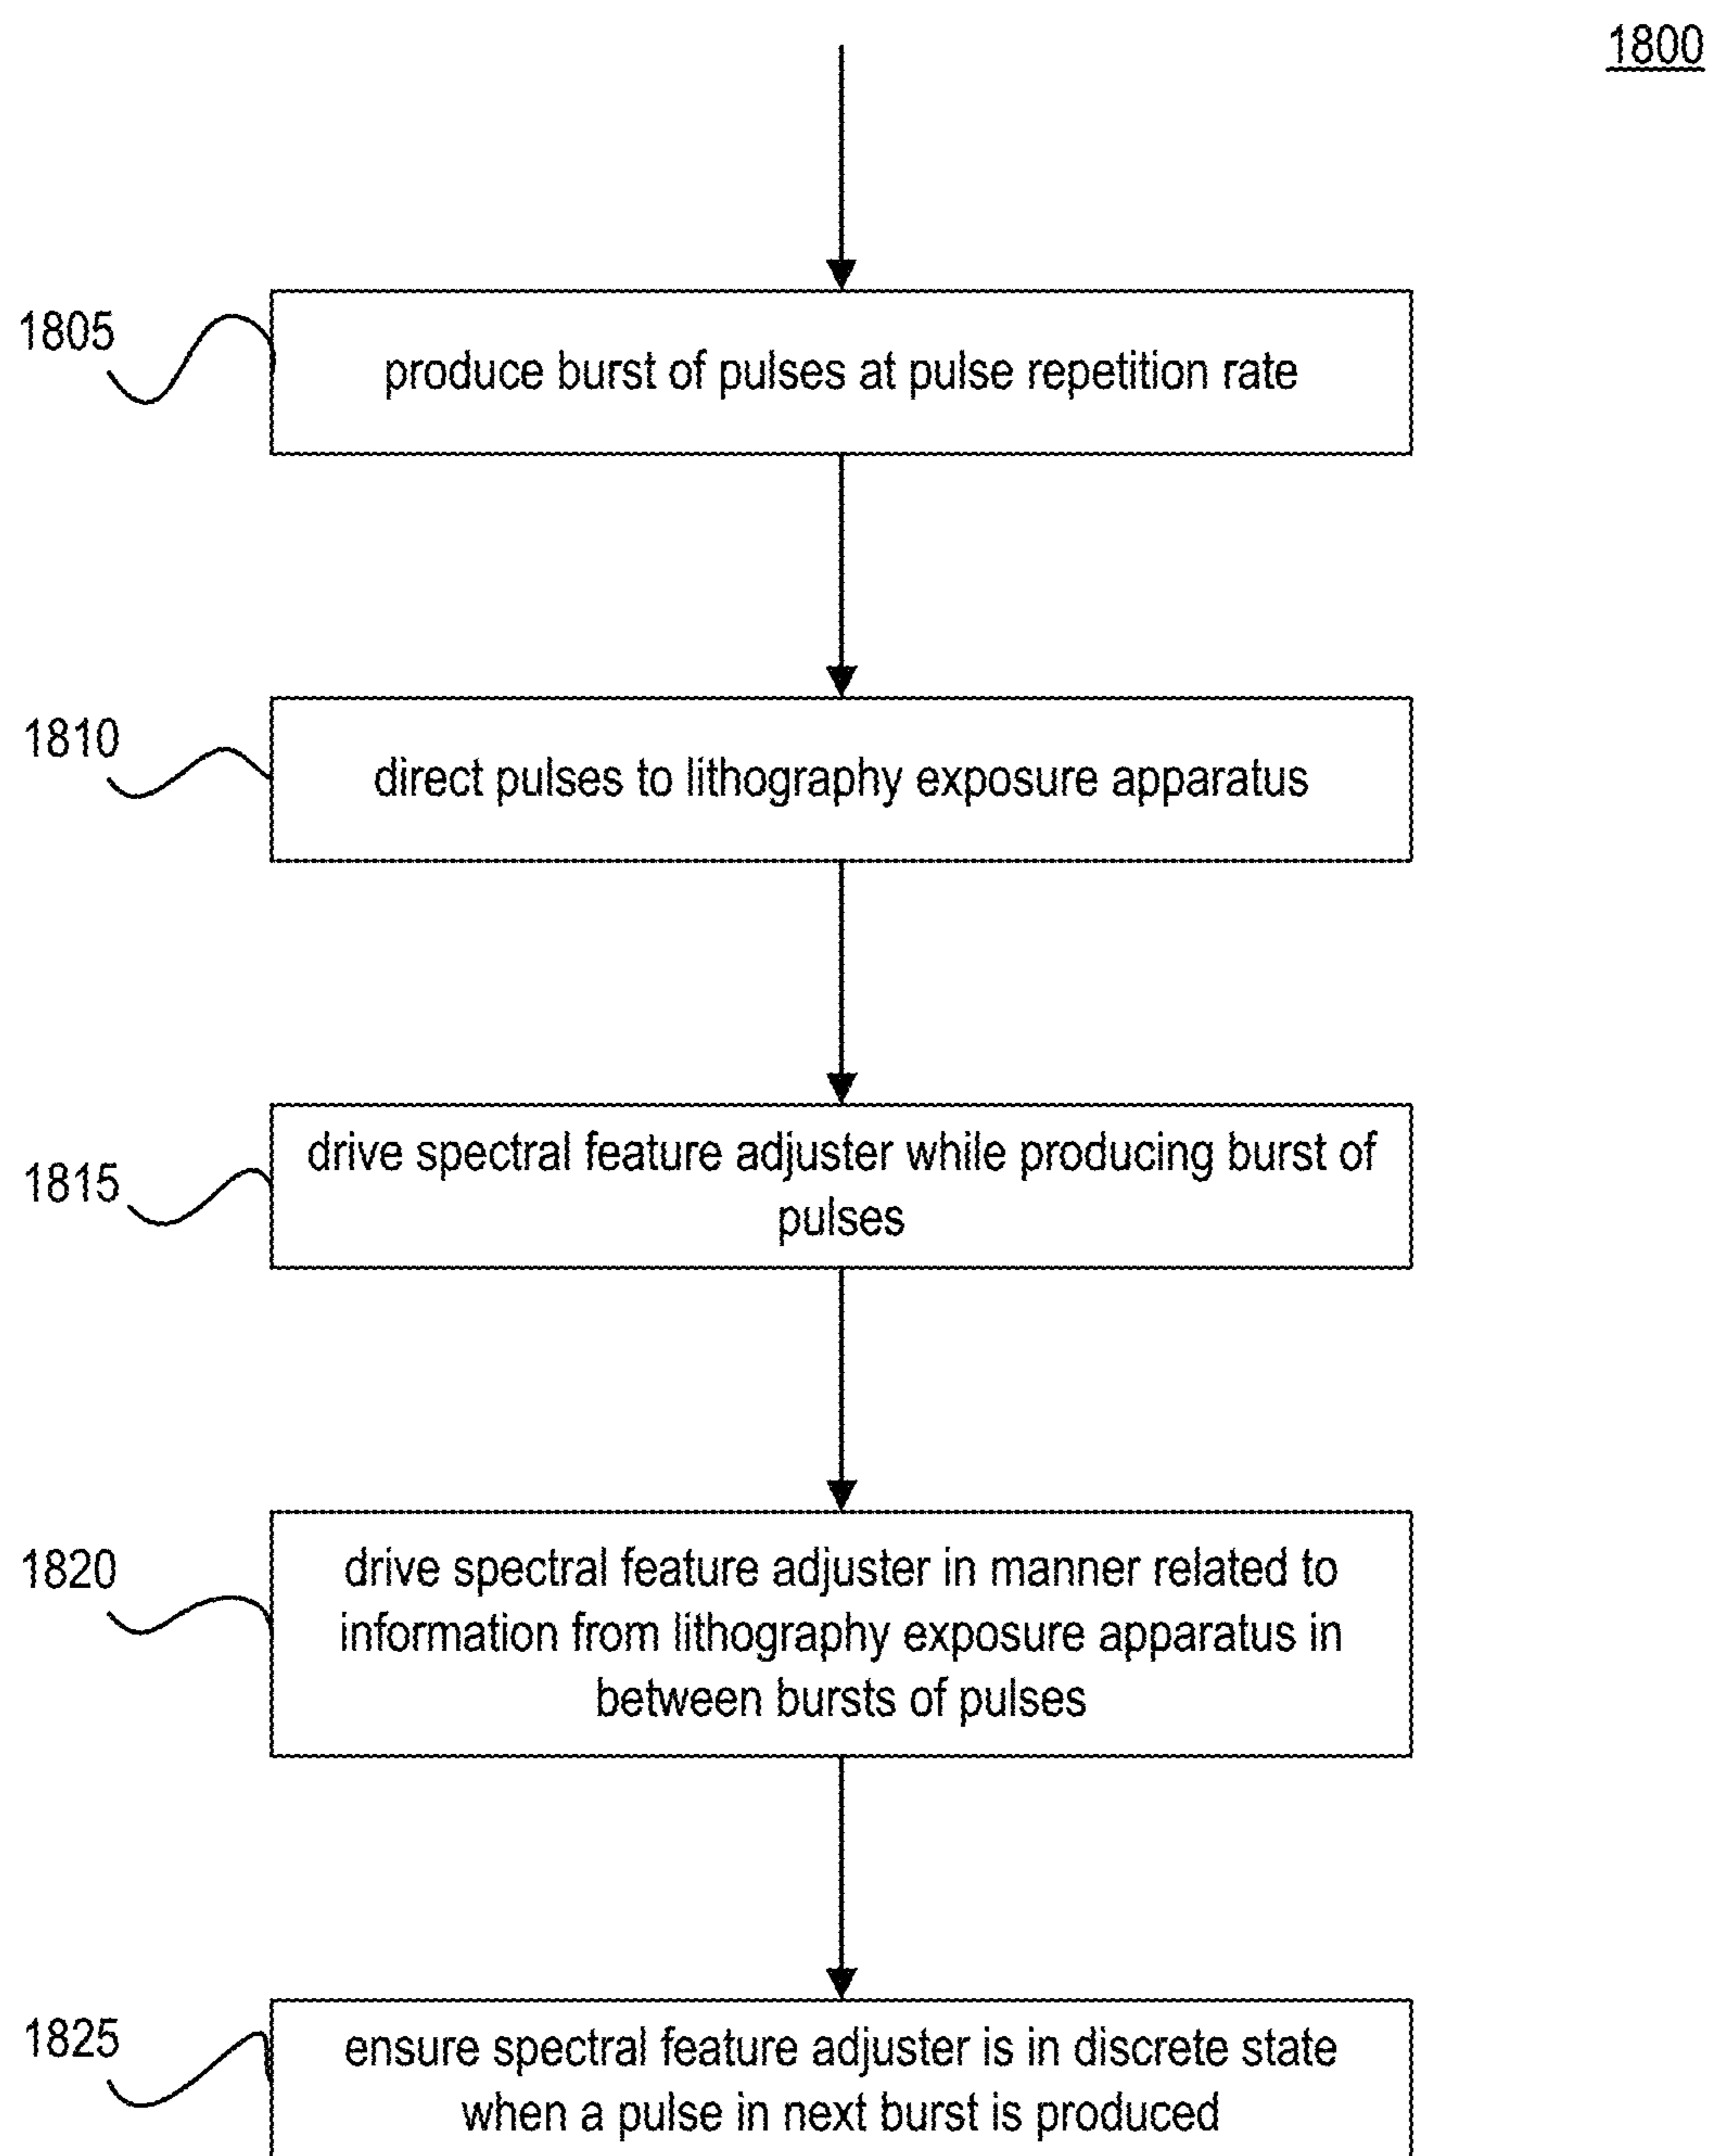 1800
1805
produce burst of pulses at pulse repetition rate
1810
direct pulses to lithography exposure apparatus
1815
drive spectral feature adjuster while producing burst of
pulses
1820
drive spectral feature adjuster in manner related to
information from lithography exposure apparatus in
between bursts of pulses
1825
ensure spectral feature adjuster is in discrete state
when a pulse in next burst is produced